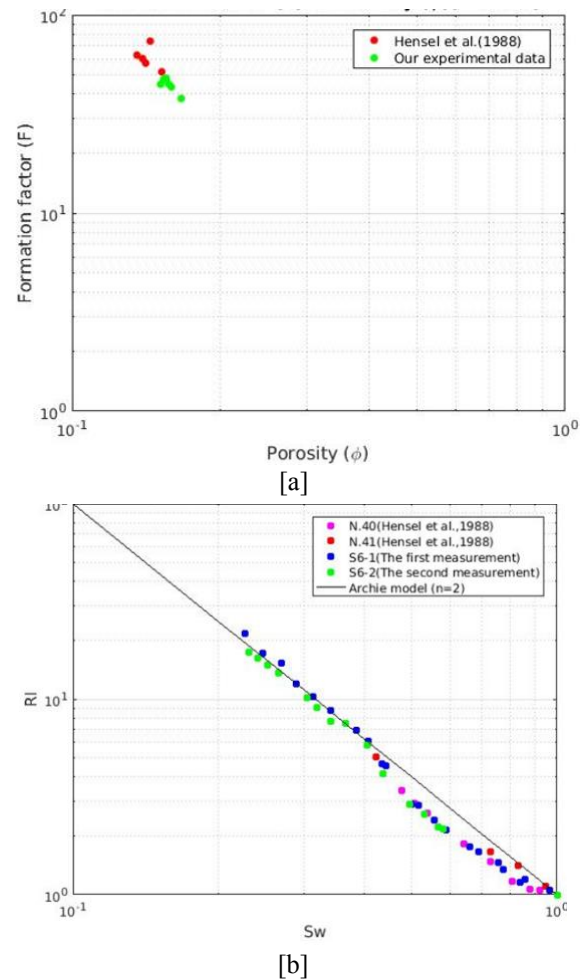 10²
Hensel et al.(1988)
Our experimental data
Formation factor (F)
10¹
10⁰
10⁻¹
10⁰
Porosity (ϕ)
[a]
N.40(Hensel et al.,1988)
N.41(Hensel et al.,1988)
S6-1(The first measurement)
S6-2(The second measurement)
Archie model (n=2)
RI
10¹
10⁰
10⁻¹
10⁰
Sw
[b]